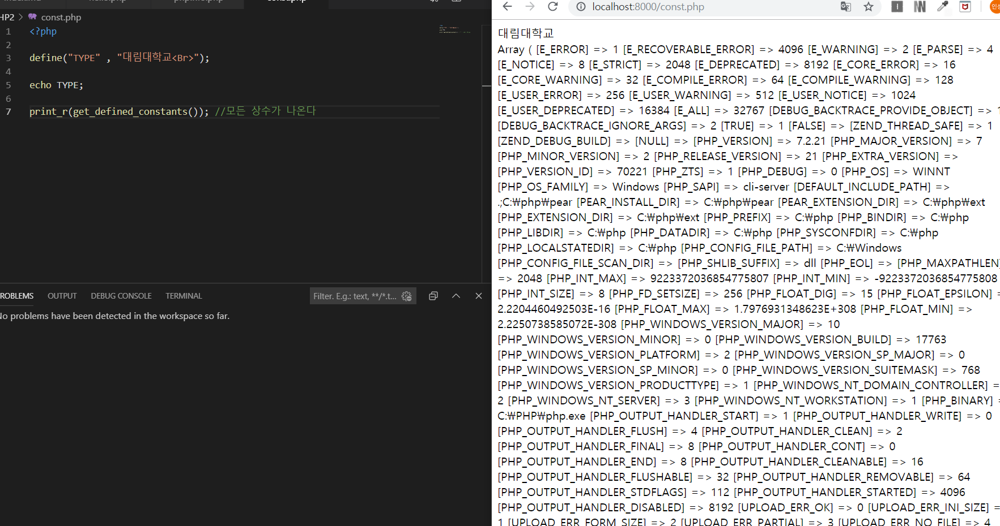 HP2 > const.php
1 <?php
2
3 define("TYPE" , "대림대학교<Br>");
4
5 echo TYPE;
6
7 print_r(get_defined_constants()); //모든 상수가 나온다
ROBLEMS OUTPUT DEBUG CONSOLE TERMINAL Filter. E.g.: text, **/*.t...
No problems have been detected in the workspace so far.
localhost:8000/const.php
인성
대림대학교
Array ( [E_ERROR] => 1 [E_RECOVERABLE_ERROR] => 4096 [E_WARNING] => 2 [E_PARSE] => 4
[E_NOTICE] => 8 [E_STRICT] => 2048 [E_DEPRECATED] => 8192 [E_CORE_ERROR] => 16
[E_CORE_WARNING] => 32 [E_COMPILE_ERROR] => 64 [E_COMPILE_WARNING] => 128
[E_USER_ERROR] => 256 [E_USER_WARNING] => 512 [E_USER_NOTICE] => 1024
[E_USER_DEPRECATED] => 16384 [E_ALL] => 32767 [DEBUG_BACKTRACE_PROVIDE_OBJECT] => 1
[DEBUG_BACKTRACE_IGNORE_ARGS] => 2 [TRUE] => 1 [FALSE] => [ZEND_THREAD_SAFE] => 1
[ZEND_DEBUG_BUILD] => [NULL] => [PHP_VERSION] => 7.2.21 [PHP_MAJOR_VERSION] => 7
[PHP_MINOR_VERSION] => 2 [PHP_RELEASE_VERSION] => 21 [PHP_EXTRA_VERSION] =>
[PHP_VERSION_ID] => 70221 [PHP_ZTS] => 1 [PHP_DEBUG] => 0 [PHP_OS] => WINNT
[PHP_OS_FAMILY] => Windows [PHP_SAPI] => cli-server [DEFAULT_INCLUDE_PATH] =>
.;C:₩php₩pear [PEAR_INSTALL_DIR] => C:₩php₩pear [PEAR_EXTENSION_DIR] => C:₩php₩ext
[PHP_EXTENSION_DIR] => C:₩php₩ext [PHP_PREFIX] => C:₩php [PHP_BINDIR] => C:₩php
[PHP_LIBDIR] => C:₩php [PHP_DATADIR] => C:₩php [PHP_SYSCONFDIR] => C:₩php
[PHP_LOCALSTATEDIR] => C:₩php [PHP_CONFIG_FILE_PATH] => C:₩Windows
[PHP_CONFIG_FILE_SCAN_DIR] => [PHP_SHLIB_SUFFIX] => dll [PHP_EOL] => [PHP_MAXPATHLEN]
=> 2048 [PHP_INT_MAX] => 9223372036854775807 [PHP_INT_MIN] => -9223372036854775808
[PHP_INT_SIZE] => 8 [PHP_FD_SETSIZE] => 256 [PHP_FLOAT_DIG] => 15 [PHP_FLOAT_EPSILON] =
2.2204460492503E-16 [PHP_FLOAT_MAX] => 1.7976931348623E+308 [PHP_FLOAT_MIN] =>
2.2250738585072E-308 [PHP_WINDOWS_VERSION_MAJOR] => 10
[PHP_WINDOWS_VERSION_MINOR] => 0 [PHP_WINDOWS_VERSION_BUILD] => 17763
[PHP_WINDOWS_VERSION_PLATFORM] => 2 [PHP_WINDOWS_VERSION_SP_MAJOR] => 0
[PHP_WINDOWS_VERSION_SP_MINOR] => 0 [PHP_WINDOWS_VERSION_SUITEMASK] => 768
[PHP_WINDOWS_VERSION_PRODUCTTYPE] => 1 [PHP_WINDOWS_NT_DOMAIN_CONTROLLER] =
2 [PHP_WINDOWS_NT_SERVER] => 3 [PHP_WINDOWS_NT_WORKSTATION] => 1 [PHP_BINARY] =
C:₩PHP₩php.exe [PHP_OUTPUT_HANDLER_START] => 1 [PHP_OUTPUT_HANDLER_WRITE] => 0
[PHP_OUTPUT_HANDLER_FLUSH] => 4 [PHP_OUTPUT_HANDLER_CLEAN] => 2
[PHP_OUTPUT_HANDLER_FINAL] => 8 [PHP_OUTPUT_HANDLER_CONT] => 0
[PHP_OUTPUT_HANDLER_END] => 8 [PHP_OUTPUT_HANDLER_CLEANABLE] => 16
[PHP_OUTPUT_HANDLER_FLUSHABLE] => 32 [PHP_OUTPUT_HANDLER_REMOVABLE] => 64
[PHP_OUTPUT_HANDLER_STDFLAGS] => 112 [PHP_OUTPUT_HANDLER_STARTED] => 4096
[PHP_OUTPUT_HANDLER_DISABLED] => 8192 [UPLOAD_ERR_OK] => 0 [UPLOAD_ERR_INI_SIZE] =
1 [UPLOAD_ERR_FORM_SIZE] => 2 [UPLOAD_ERR_PARTIAL] => 3 [UPLOAD_ERR_NO_FILE] => 4